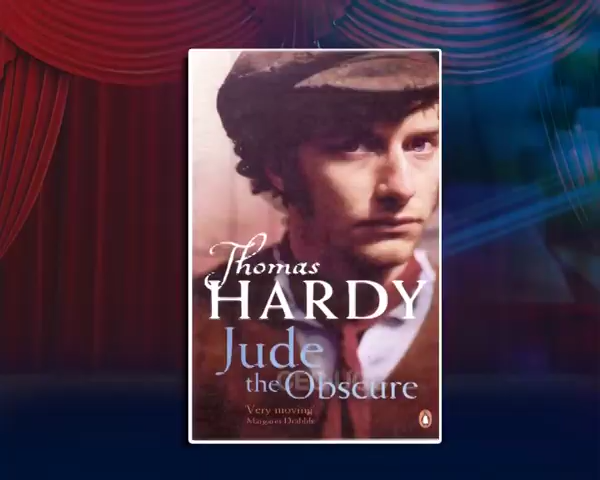 Thomas
HARDY
Jude
the Obscure
Very moving
Margaret Drabble